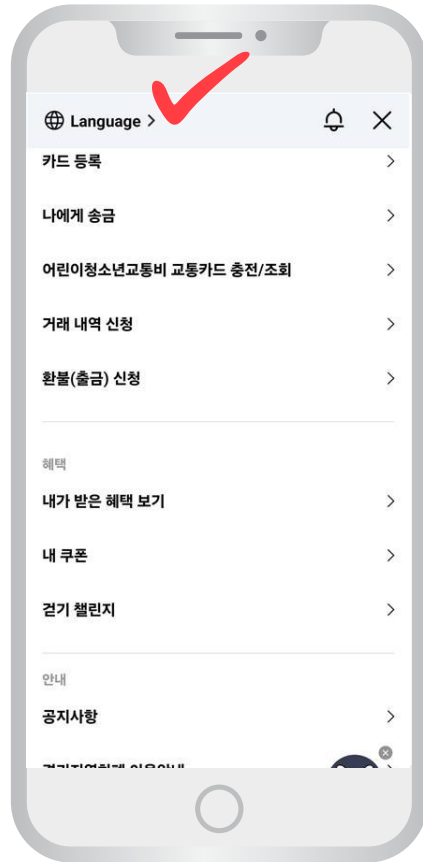 Language >
카드 등록
나에게 송금
어린이청소년교통비 교통카드 충전/조회
거래 내역 신청
환불(출금) 신청
혜택
내가 받은 혜택 보기
내 쿠폰
걷기 챌린지
안내
공지사항